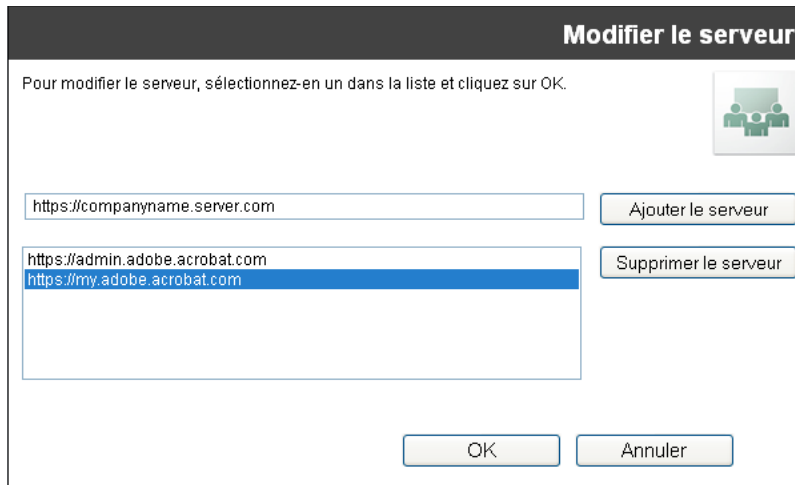 Modifier le serveur
Pour modifier le serveur, sélectionnez-en un dans la liste et cliquez sur OK.
https://companyname.server.com
Ajouter le serveur
https://admin.adobe.acrobat.com
Supprimer le serveur
https://my.adobe.acrobat.com
OK
Annuler